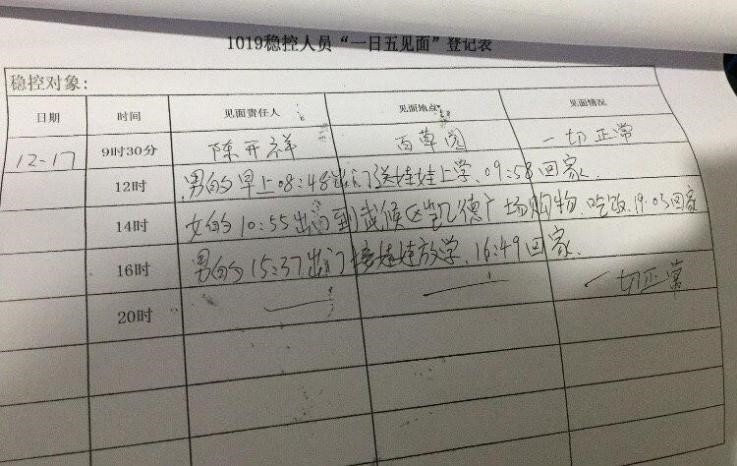 1019稳控人员“一日五见面”登记表
稳控对象:
日期 时间 见面责任人 见面地点 见面情况
12-17 9时30分 陈开祥 百草园 一切正常
12时 男的早上08:48出门送娃娃上学、09:58回家.
14时 女的10:55出门到武候区凯德广场购物、吃饭、19:05回家
16时 男的15:37出门接娃娃放学、16:49回家.
20时 一切正常